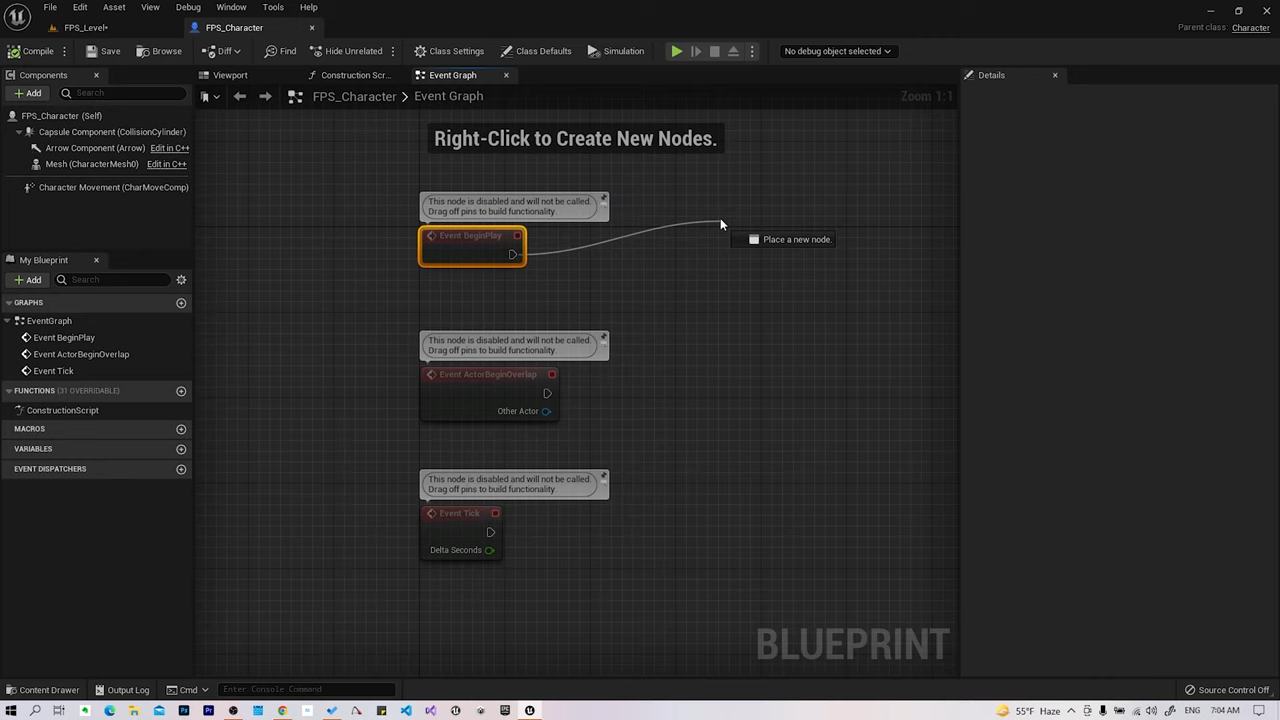 File Edit Asset View Debug Window Tools Help
FPS_Level•
FPS_Character
Parent class: Character
Compile
Save
Browse
Diff
Find
Hide Unrelated
Class Settings
Class Defaults
Simulation
No debug object selected
Components
Viewport
Construction Scr...
Event Graph
Details
Add
Search
FPS_Character > Event Graph
Zoom 1:1
FPS_Character (Self)
Capsule Component (CollisionCylinder)
Arrow Component (Arrow) Edit in C++
Mesh (CharacterMesh0) Edit in C++
Character Movement (CharMoveComp)
Right-Click to Create New Nodes.
This node is disabled and will not be called.
Drag off pins to build functionality.
Event BeginPlay
Place a new node.
My Blueprint
Add
Search
GRAPHS
EventGraph
Event BeginPlay
Event ActorBeginOverlap
Event Tick
FUNCTIONS (31 OVERRIDABLE)
ConstructionScript
MACROS
VARIABLES
EVENT DISPATCHERS
This node is disabled and will not be called.
Drag off pins to build functionality.
Event ActorBeginOverlap
Other Actor
This node is disabled and will not be called.
Drag off pins to build functionality.
Event Tick
Delta Seconds
BLUEPRINT
Content Drawer
Output Log
Cmd
Enter Console Command
Source Control Off
55°F Haze
7:04 AM